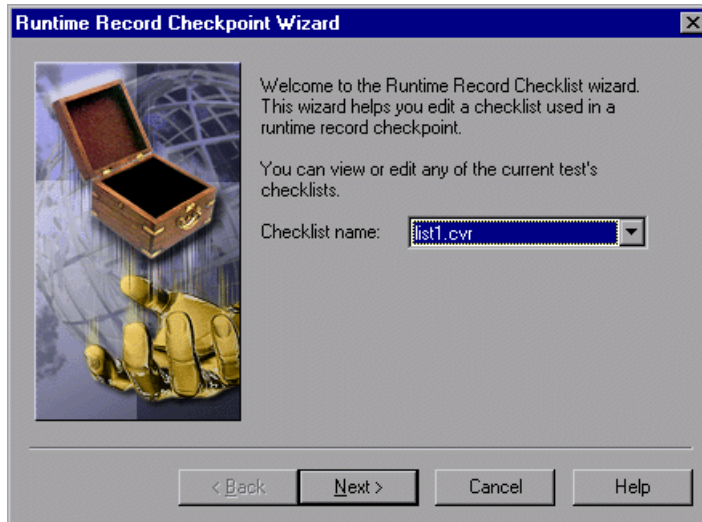 Runtime Record Checkpoint Wizard
Welcome to the Runtime Record Checklist wizard.
This wizard helps you edit a checklist used in a
runtime record checkpoint.
You can view or edit any of the current test's
checklists.
Checklist name: list1.cvr
< Back Next > Cancel Help